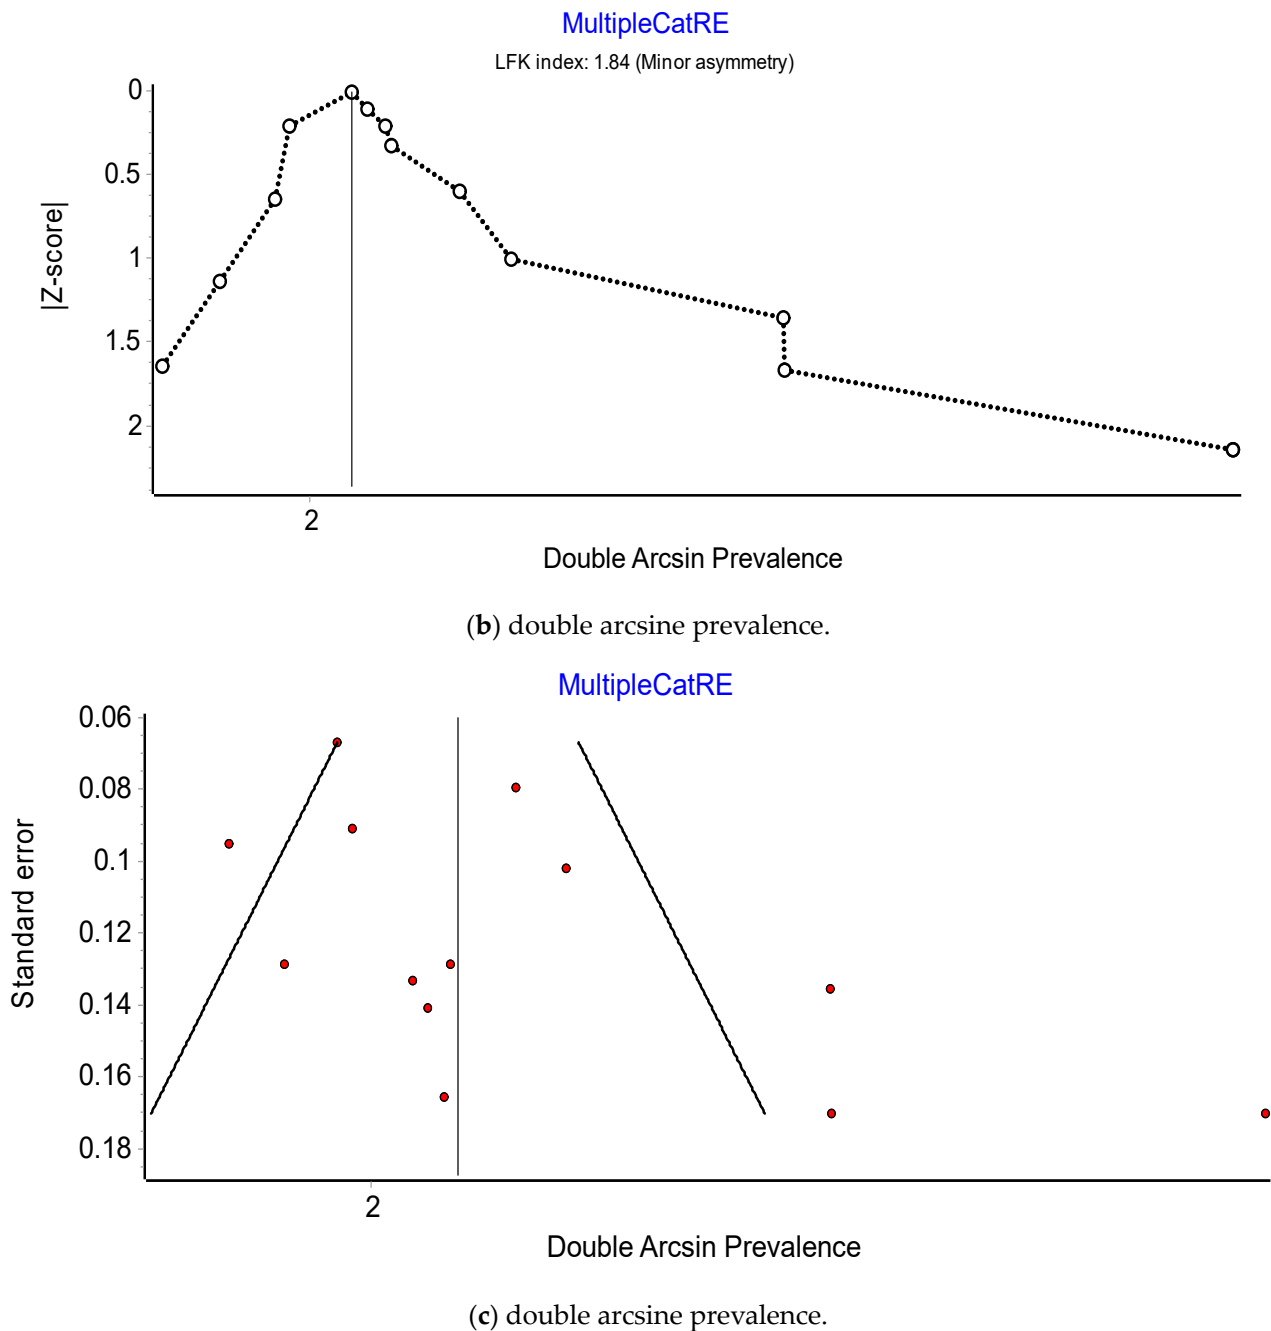 MultipleCatRE
LFK index: 1.84 (Minor asymmetry)
0
0.5
1
1.5
2
|Z-score|
2
Double Arcsin Prevalence
(b) double arcsine prevalence.
MultipleCatRE
0.06
0.08
0.1
0.12
0.14
0.16
0.18
Standard error
2
Double Arcsin Prevalence
(c) double arcsine prevalence.